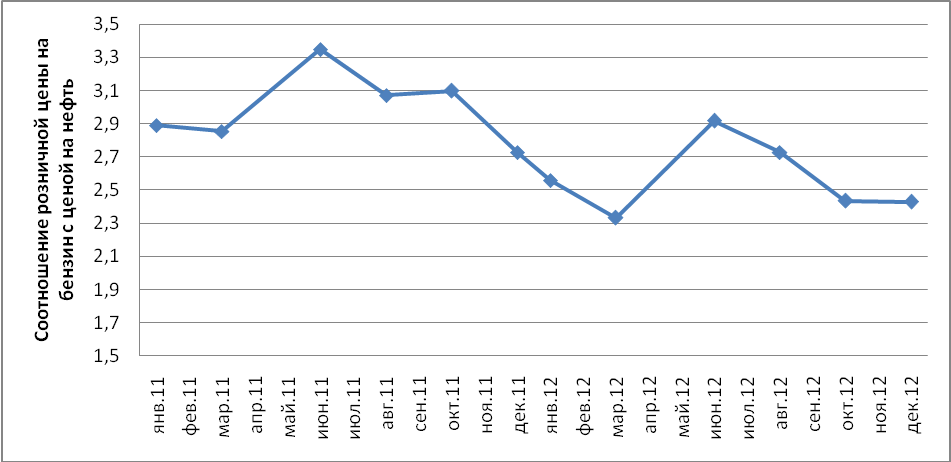 Соотношение розничной цены на
бензин с ценой на нефть
3,5
3,3
3,1
2,9
2,7
2,5
2,3
2,1
1,9
1,7
1,5
янв.11
фев.11
мар.11
апр.11
май.11
июн.11
июл.11
авг.11
сен.11
окт.11
ноя.11
дек.11
янв.12
фев.12
мар.12
апр.12
май.12
июн.12
июл.12
авг.12
сен.12
окт.12
ноя.12
дек.12